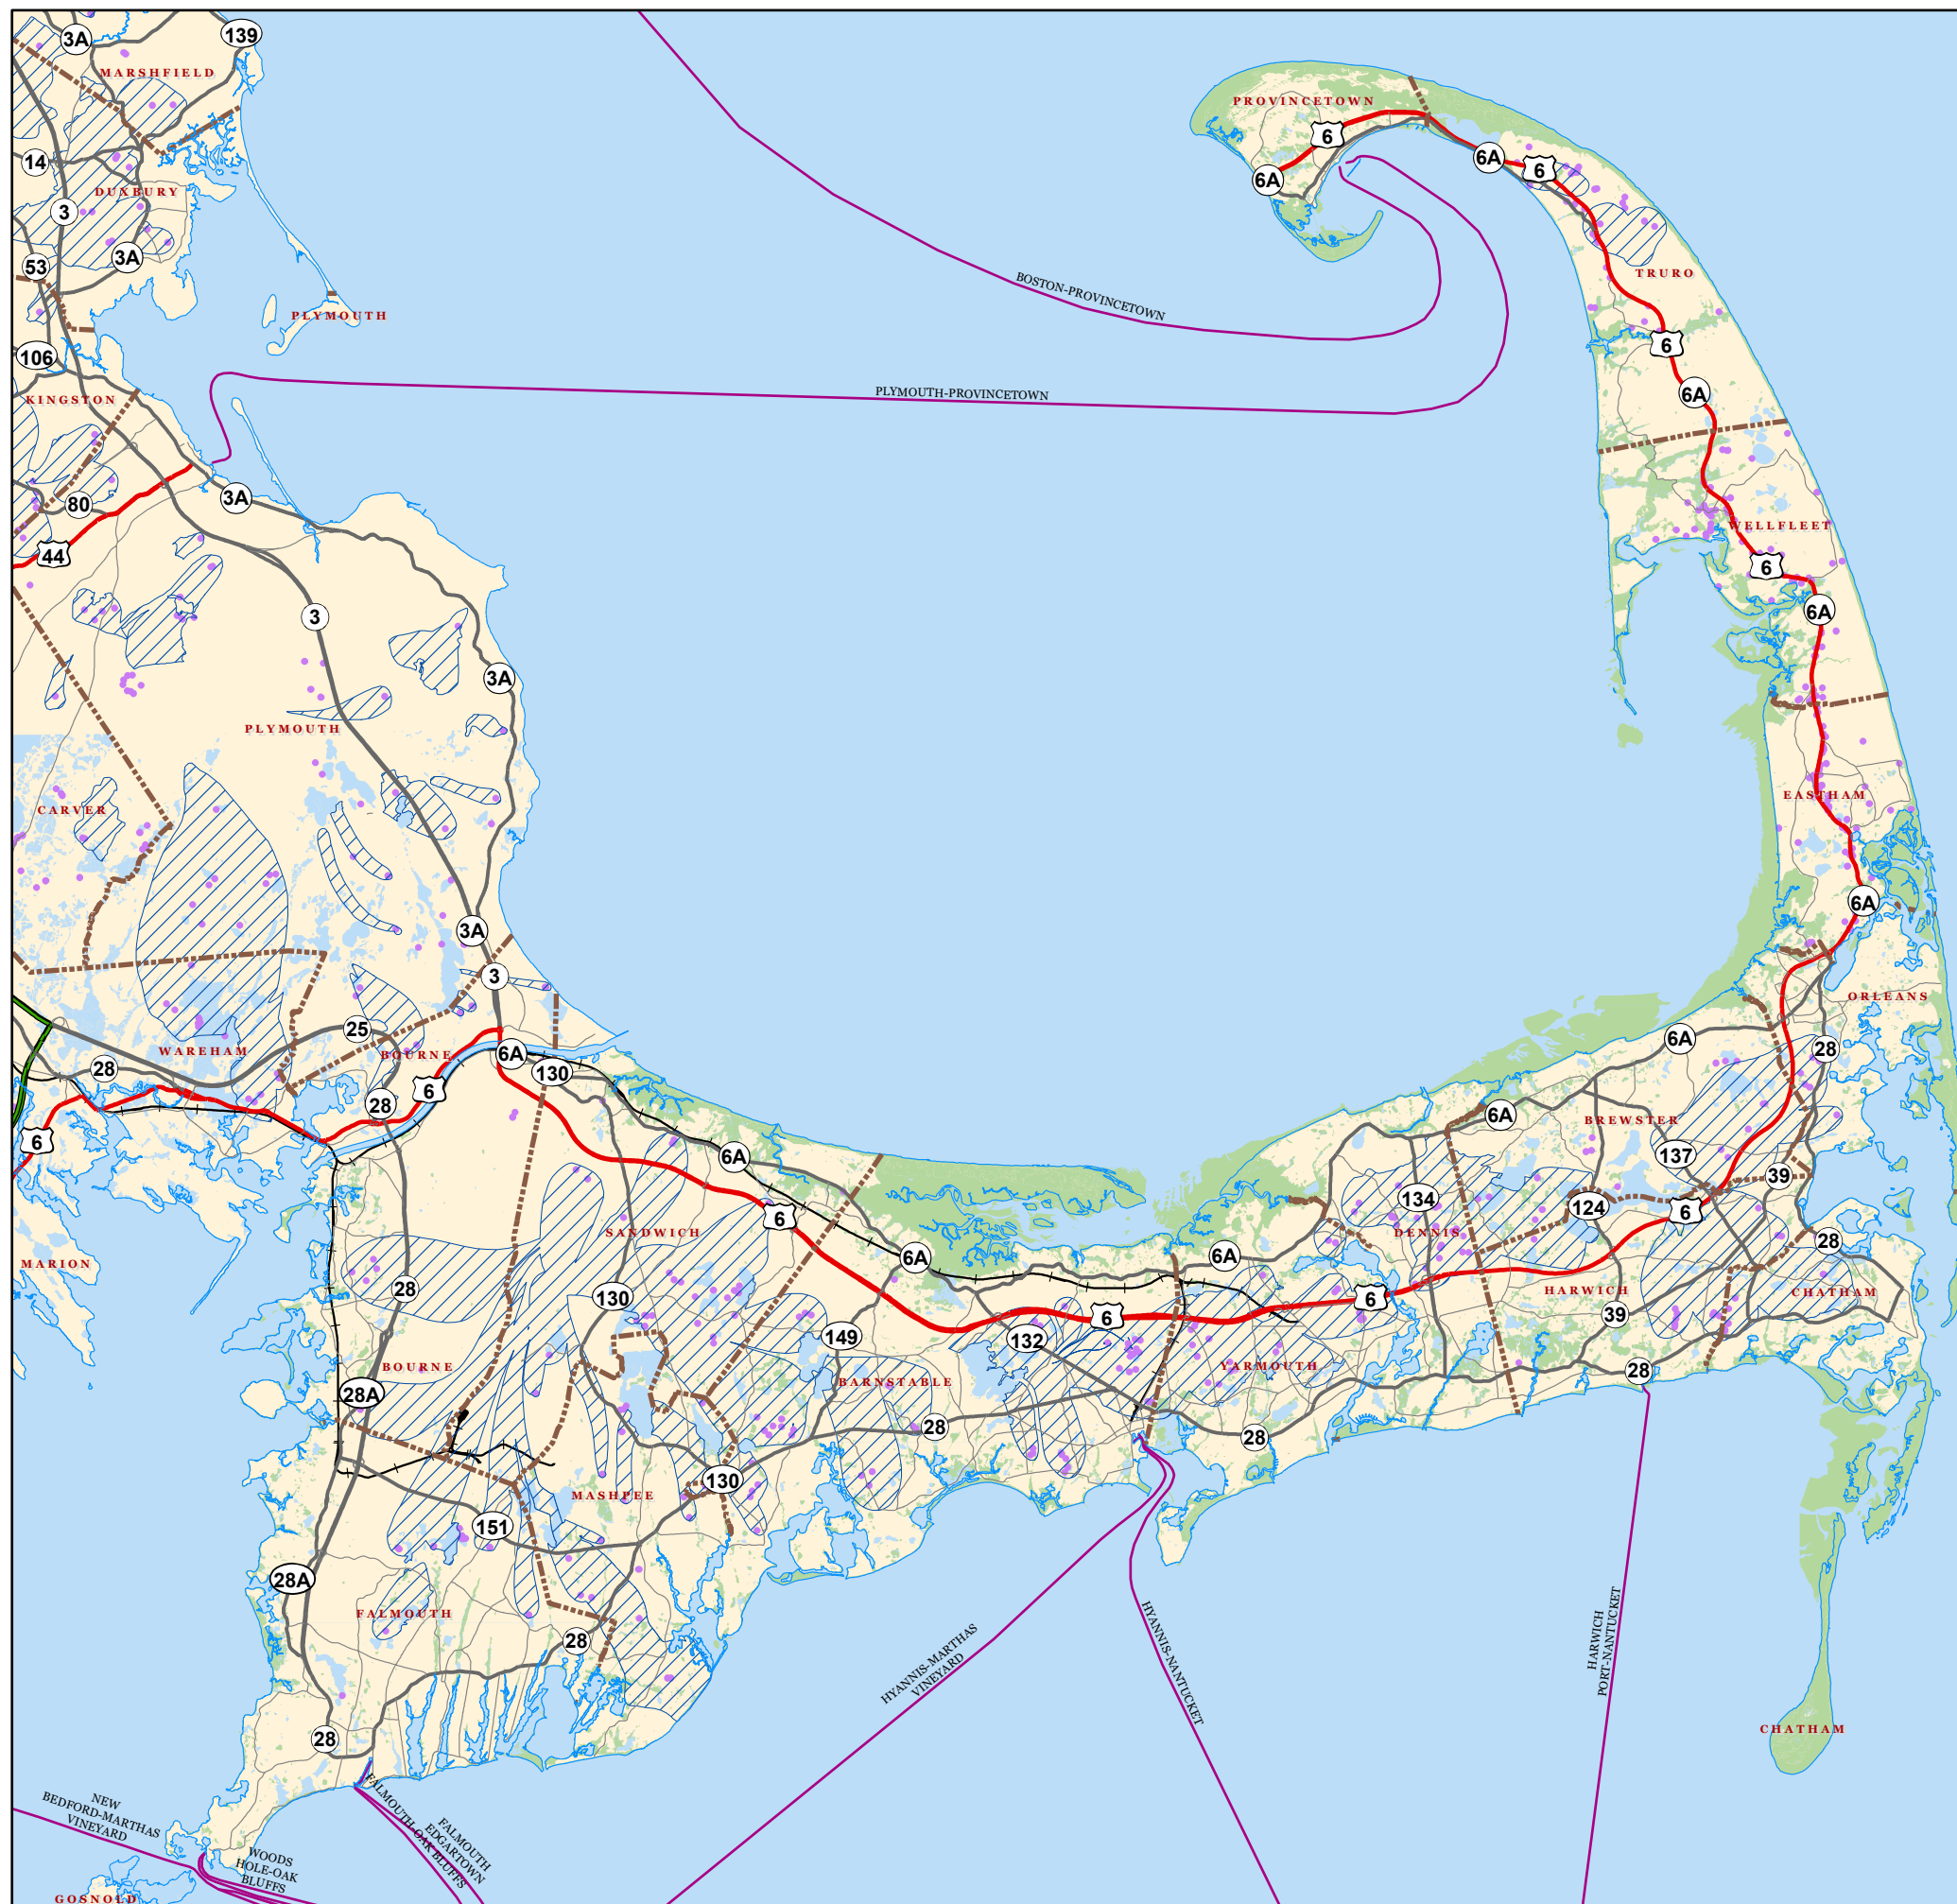 3A
139
MARSHFIELD
PROVINCETOWN
6
14
6A
6
6A
DUXBURY
3
3A
53
TRURO
BOSTON-PROVINCETOWN
PLYMOUTH
6
106
PLYMOUTH-PROVINCETOWN
6A
KINGSTON
3A
80
WELLFLEET
44
6
3
6A
3A
PLYMOUTH
EASTHAM
CARVER
6A
3A
3
ORLEANS
25
6A
28
WAREHAM
BOURNE
6A
28
130
6
28
6A
BREWSTER
6
6A
137
39
134
124
6
6
SANDWICH
DENNIS
28
6A
6A
MARION
28
130
6
HARWICH
CHATHAM
6
39
149
132
BOURNE
YARMOUTH
28
BARNSTABLE
28A
28
28
130
MASHPEE
151
28A
FALMOUTH
HARWICH
PORT-NANTUCKET
HYANNIS-MARTHAS
VINEYARD
HYANNIS-NANTUCKET
28
28
CHATHAM
NEW
BEDFORD-MARTHAS
VINEYARD
FALMOUTH-OAK BLUFFS
FALMOUTH
EDGARTOWN
WOODS
HOLE-OAK
BLUFFS
GOSNOLD